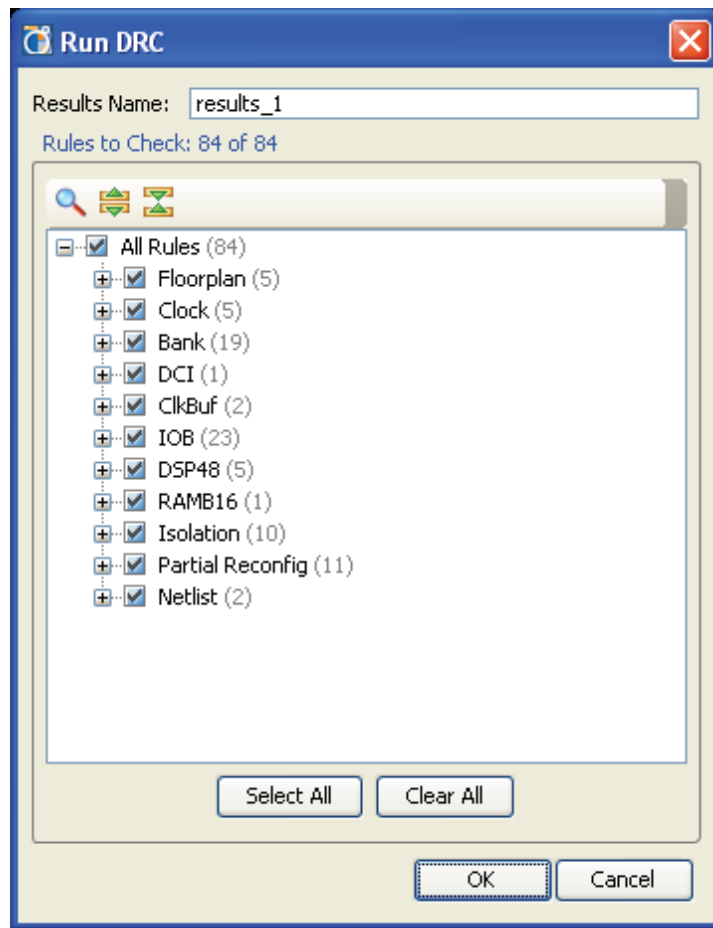 Run DRC
Results Name: results_1
Rules to Check: 84 of 84
All Rules (84)
Floorplan (5)
Clock (5)
Bank (19)
DCI (1)
ClkBuf (2)
IOB (23)
DSP48 (5)
RAMB16 (1)
Isolation (10)
Partial Reconfig (11)
Netlist (2)
Select All Clear All
OK Cancel